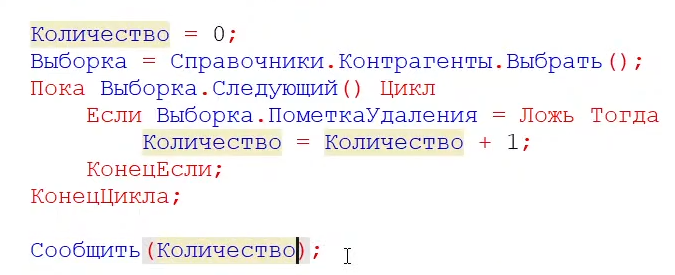 Количество = 0;
Выборка = Справочники.Контрагенты.Выбрать();
Пока Выборка.Следующий() Цикл
Если Выборка.ПометкаУдаления = Ложь Тогда
Количество = Количество + 1;
КонецЕсли;
КонецЦикла;
Сообщить(Количество);